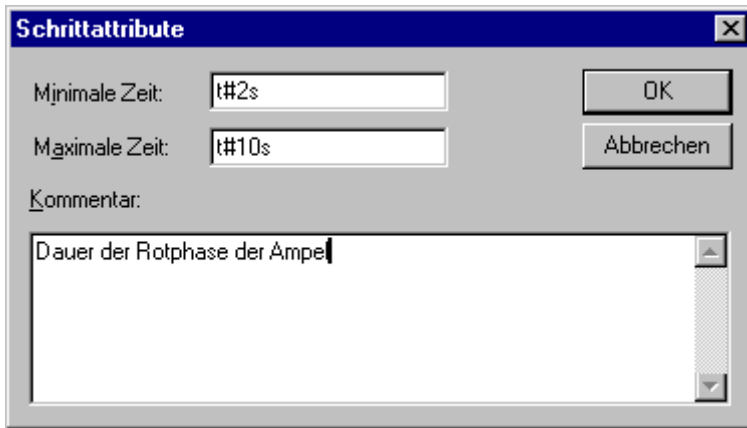 Schrittattribute
Minimale Zeit: t#2s OK
Maximale Zeit: t#10s Abbrechen
Kommentar:
Dauer der Rotphase der Ampel